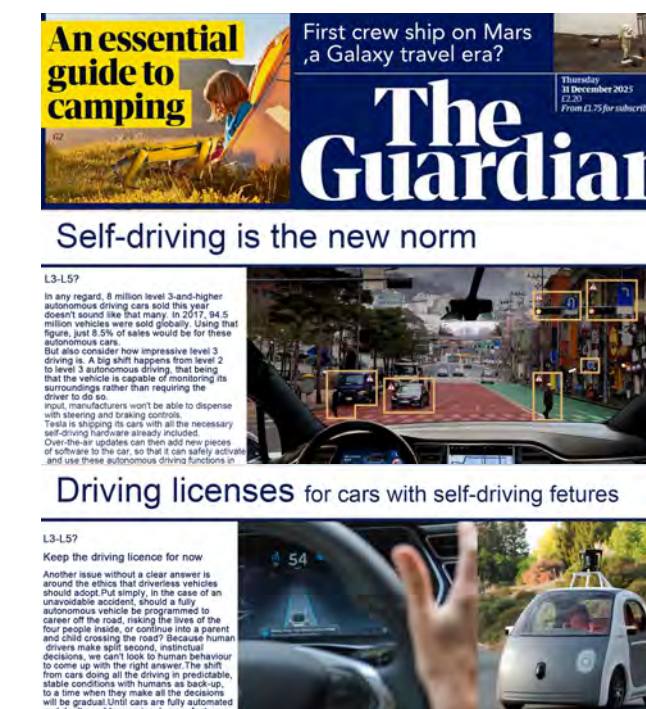 An essential
guide to
camping
G2
First crew ship on Mars
,a Galaxy travel era?
Thursday
31 December 2025
£2.20
From £1.75 for subscrib
The
Guardian
Self-driving is the new norm
L3-L5?
In any regard, 8 million level 3-and-higher
autonomous driving cars sold this year
doesn't sound like that many. In 2017, 94.5
million vehicles were sold globally. Using that
figure, just 8.5% of sales would be for these
autonomous cars.
But also consider how impressive level 3
driving is. A big shift happens from level 2
to level 3 autonomous driving, that being
that the vehicle is capable of monitoring its
surroundings rather than requiring the
driver to do so.
input, manufacturers won't be able to dispense
with steering and braking controls.
Tesla is shipping its cars with all the necessary
self-driving hardware already included.
Over-the-air updates can then add new pieces
of software to the car, so that it can safely activate
and use these autonomous driving functions in
Driving licenses for cars with self-driving fetures
L3-L5?
Keep the driving licence for now
Another issue without a clear answer is
around the ethics that driverless vehicles
should adopt.Put simply, in the case of an
unavoidable accident, should a fully
autonomous vehicle be programmed to
career off the road, risking the lives of the
four people inside, or continue into a parent
and child crossing the road? Because human
drivers make split second, instinctual
decisions, we can't look to human behaviour
to come up with the right answer.The shift
from cars doing all the driving in predictable,
stable conditions with humans as back-up,
to a time when they make all the decisions
will be gradual.Until cars are fully automated
54